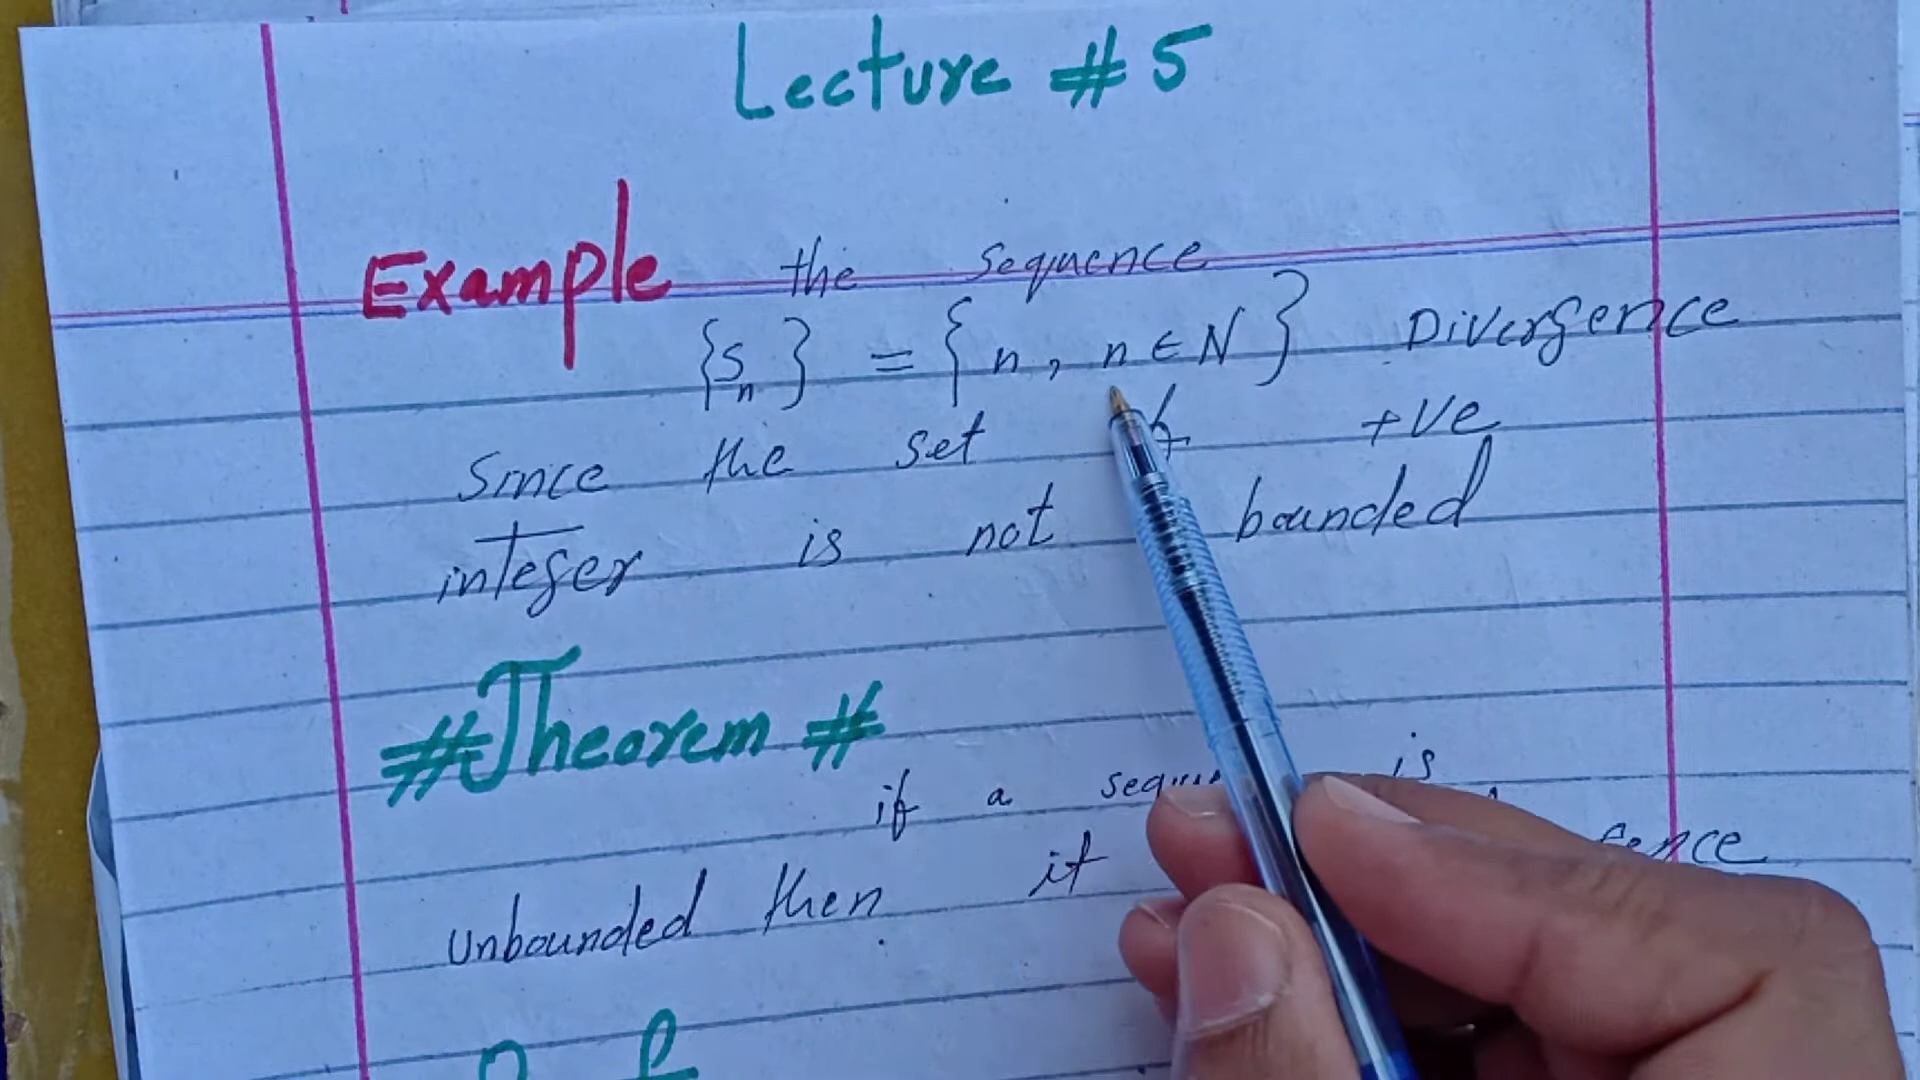 Lecture # 5
Example the sequence
{Sn} = {n, n ∈ N} Divergence
Since the set +ve
integer is not bounded
#Theorem #
if a is
unbounded then it